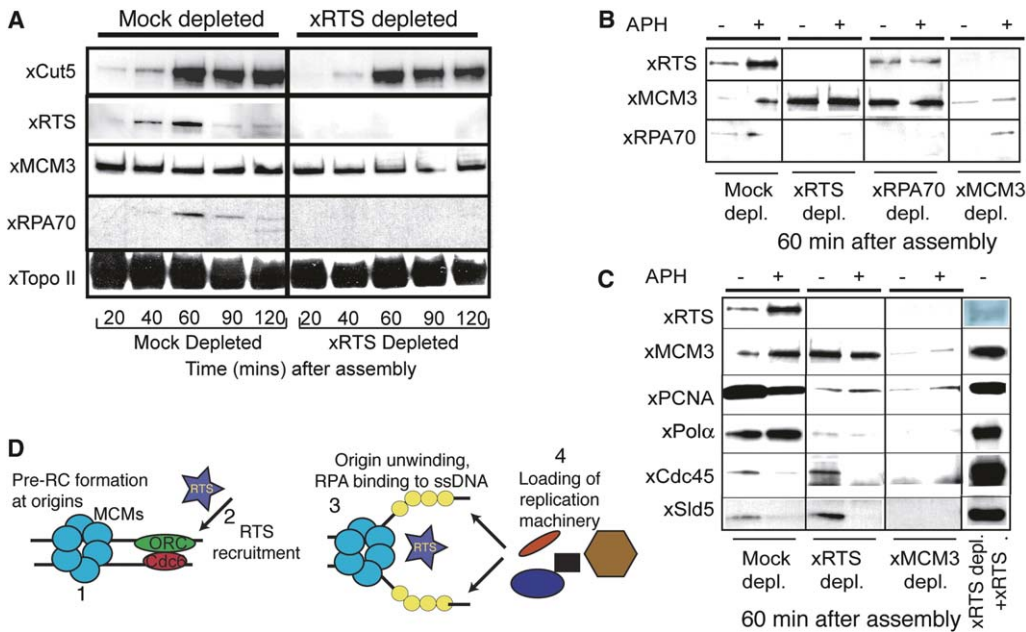 A
Mock depleted xRTS depleted
xCut5
xRTS
xMCM3
xRPA70
xTopo II
20 40 60 90 120 20 40 60 90 120
Mock Depleted xRTS Depleted
Time (mins) after assembly
B
APH - + - + - + - +
xRTS
xMCM3
xRPA70
Mock depl. xRTS depl. xRPA70 depl. xMCM3 depl.
60 min after assembly
C
APH - + - + - + -
xRTS
xMCM3
xPCNA
xPolα
xCdc45
xSld5
Mock depl. xRTS depl. xMCM3 depl. xRTS depl. +xRTS .
60 min after assembly
D
Pre-RC formation
at origins
MCMs
RTS
2
RTS
recruitment
ORC
Cdc6
1
Origin unwinding,
RPA binding to ssDNA
3
RTS
4
Loading of
replication
machinery